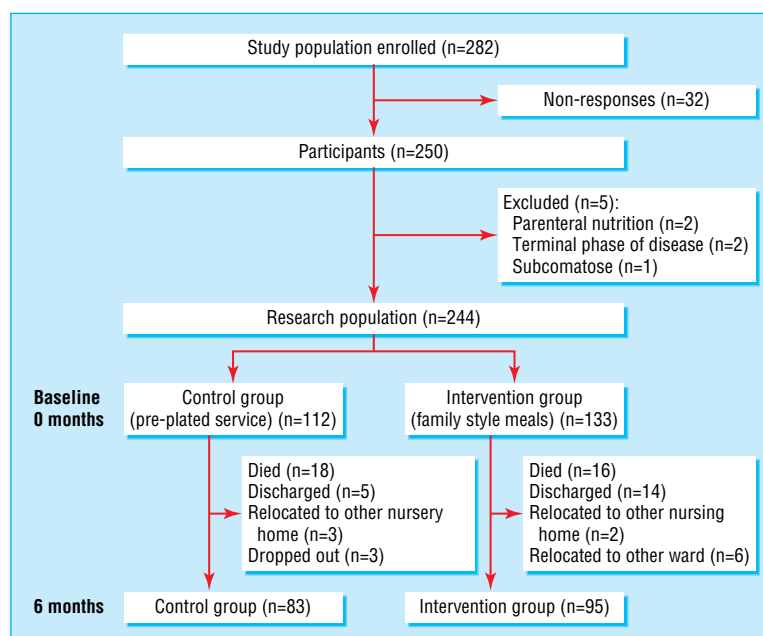 Study population enrolled (n=282)
Non-responses (n=32)
Participants (n=250)
Excluded (n=5):
Parenteral nutrition (n=2)
Terminal phase of disease (n=2)
Subcomatose (n=1)
Research population (n=244)
Baseline
0 months
Control group
(pre-plated service) (n=112)
Intervention group
(family style meals) (n=133)
Died (n=18)
Discharged (n=5)
Relocated to other nursery
home (n=3)
Dropped out (n=3)
Died (n=16)
Discharged (n=14)
Relocated to other nursing
home (n=2)
Relocated to other ward (n=6)
6 months
Control group (n=83)
Intervention group (n=95)